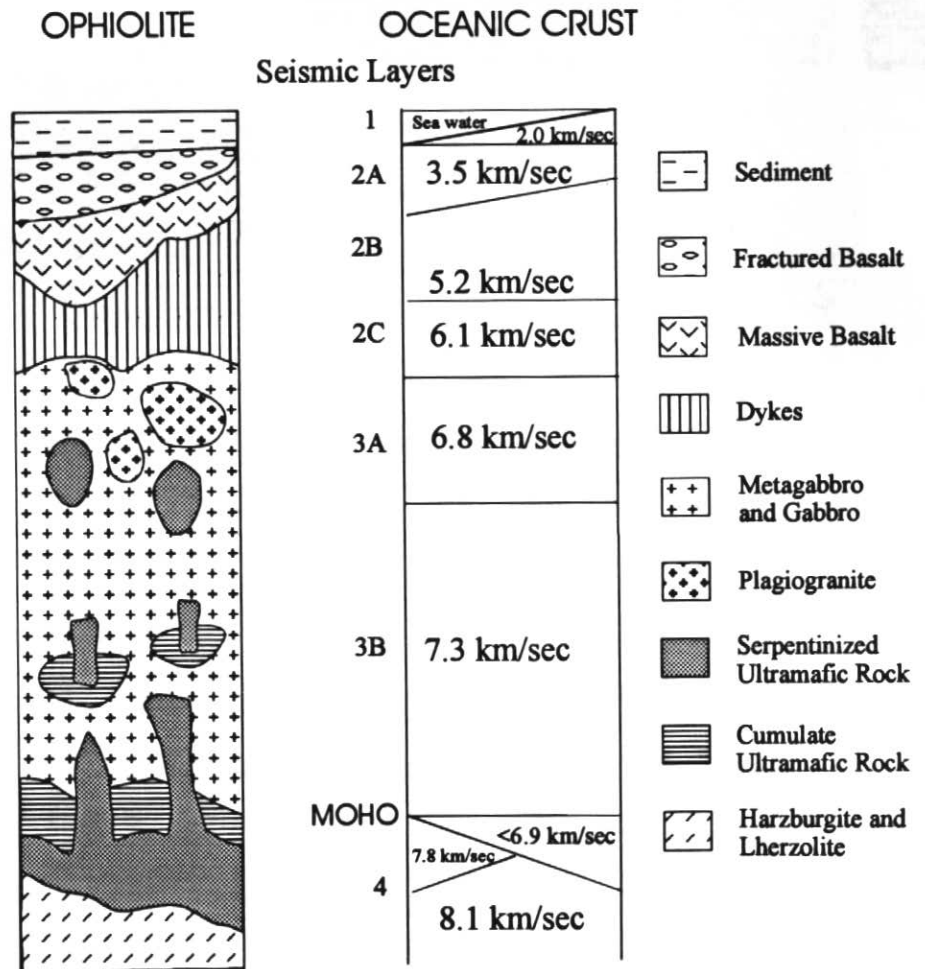 OPHIOLITE
OCEANIC CRUST
Seismic Layers
1
Sea water
2.0 km/sec
2A
3.5 km/sec
2B
5.2 km/sec
2C
6.1 km/sec
3A
6.8 km/sec
3B
7.3 km/sec
MOHO
<6.9 km/sec
7.8 km/sec
4
8.1 km/sec
Sediment
Fractured Basalt
Massive Basalt
Dykes
Metagabbro
and Gabbro
Plagiogranite
Serpentinized
Ultramafic Rock
Cumulate
Ultramafic Rock
Harzburgite and
Lherzolite